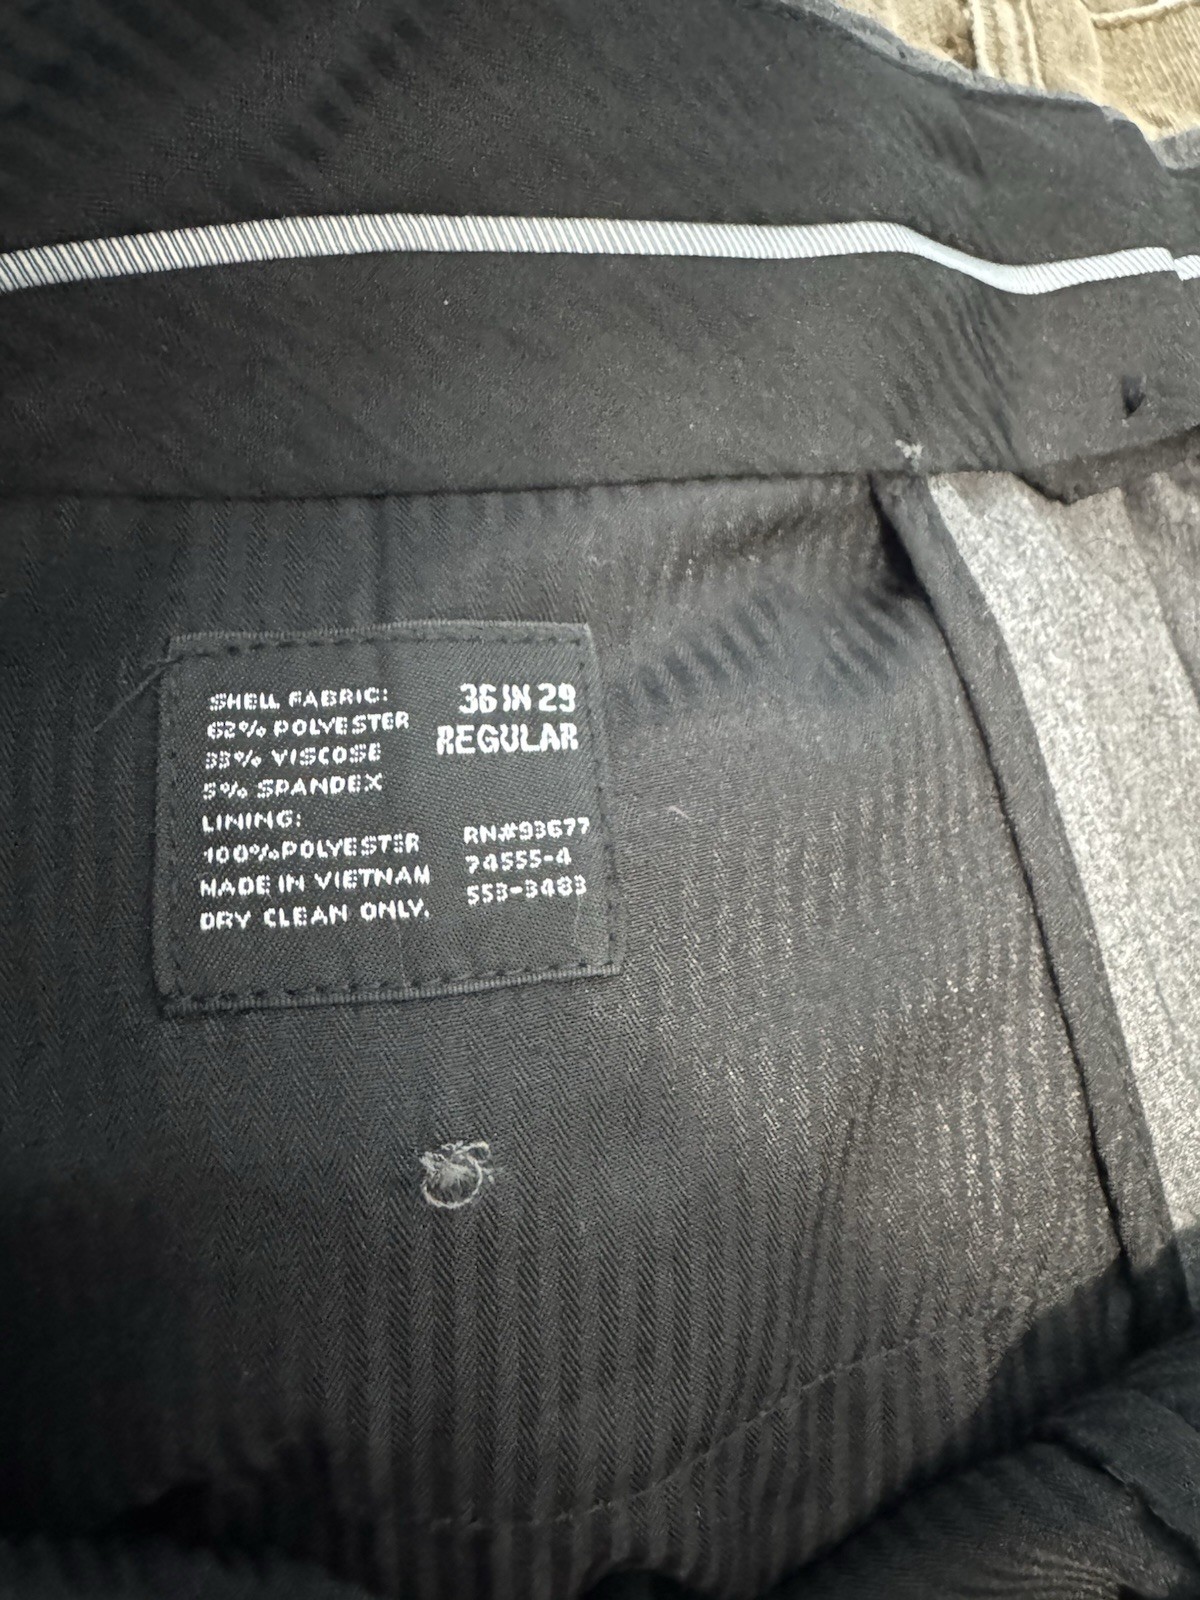 SHELL FABRIC:
62% POLYESTER
33% VISCOSE
5% SPANDEX
LINING:
100% POLYESTER
MADE IN VIETNAM
DRY CLEAN ONLY.
36 IN 29
REGULAR
RN#93677
74555-4
553-3483